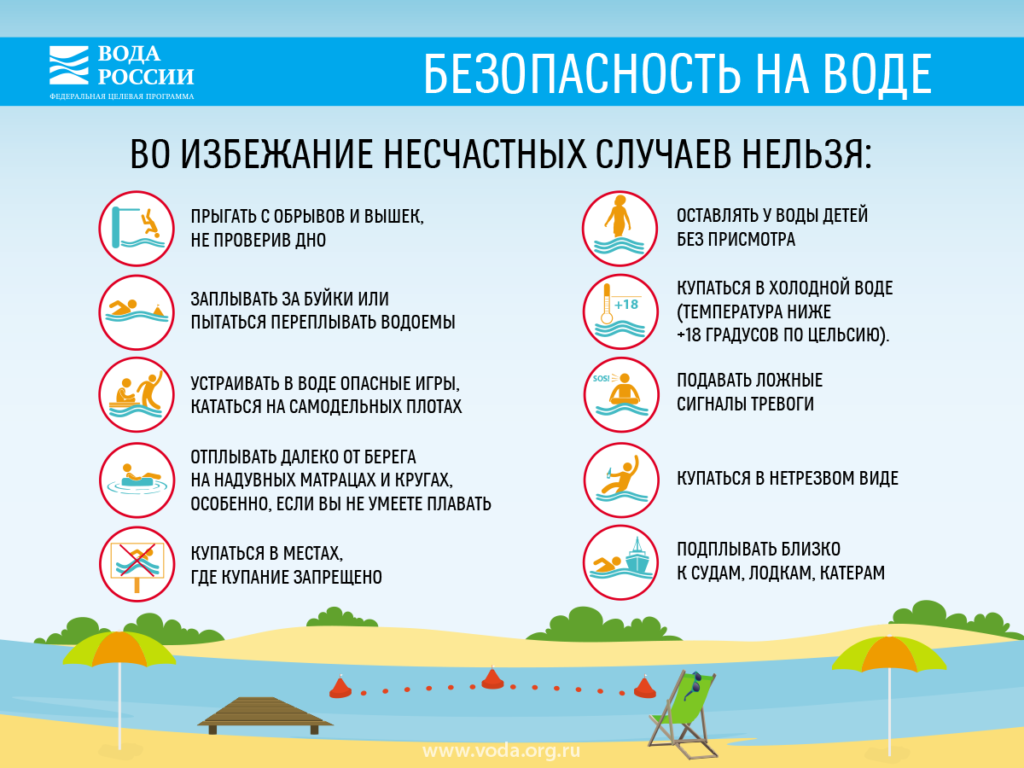 ВОДА
РОССИИ
ФЕДЕРАЛЬНАЯ ЦЕЛЕВАЯ ПРОГРАММА
БЕЗОПАСНОСТЬ НА ВОДЕ
ВО ИЗБЕЖАНИЕ НЕСЧАСТНЫХ СЛУЧАЕВ НЕЛЬЗЯ:
ПРЫГАТЬ С ОБРЫВОВ И ВЫШЕК,
НЕ ПРОВЕРИВ ДНО
ЗАПЛЫВАТЬ ЗА БУЙКИ ИЛИ
ПЫТАТЬСЯ ПЕРЕПЛЫВАТЬ ВОДОЕМЫ
УСТРАИВАТЬ В ВОДЕ ОПАСНЫЕ ИГРЫ,
КАТАТЬСЯ НА САМОДЕЛЬНЫХ ПЛОТАХ
ОТПЛЫВАТЬ ДАЛЕКО ОТ БЕРЕГА
НА НАДУВНЫХ МАТРАЦАХ И КРУГАХ,
ОСОБЕННО, ЕСЛИ ВЫ НЕ УМЕЕТЕ ПЛАВАТЬ
КУПАТЬСЯ В МЕСТАХ,
ГДЕ КУПАНИЕ ЗАПРЕЩЕНО
ОСТАВЛЯТЬ У ВОДЫ ДЕТЕЙ
БЕЗ ПРИСМОТРА
+18
КУПАТЬСЯ В ХОЛОДНОЙ ВОДЕ
(ТЕМПЕРАТУРА НИЖЕ
+18 ГРАДУСОВ ПО ЦЕЛЬСИЮ).
SOS!
ПОДАВАТЬ ЛОЖНЫЕ
СИГНАЛЫ ТРЕВОГИ
КУПАТЬСЯ В НЕТРЕЗВОМ ВИДЕ
ПОДПЛЫВАТЬ БЛИЗКО
К СУДАМ, ЛОДКАМ, КАТЕРАМ
www.voda.org.ru